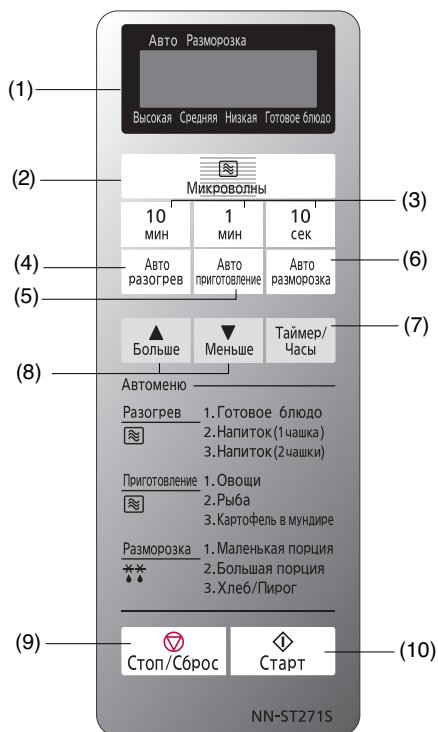 Авто Разморозка
(1)
Высокая Средняя Низкая Готовое блюдо
(2)
Микроволны
(3)
10 мин
1 мин
10 сек
(4)
Авто разогрев
Авто приготовление
Авто разморозка
(6)
(5)
(7)
Больше
Меньше
Таймер/Часы
(8)
Автоменю
Разогрев 1. Готовое блюдо
2. Напиток (1 чашка)
3. Напиток (2 чашки)
Приготовление 1. Овощи
2. Рыба
3. Картофель в мундире
Разморозка 1. Маленькая порция
2. Большая порция
3. Хлеб/Пирог
(9)
Стоп/Сброс
Старт
(10)
NN-ST271S